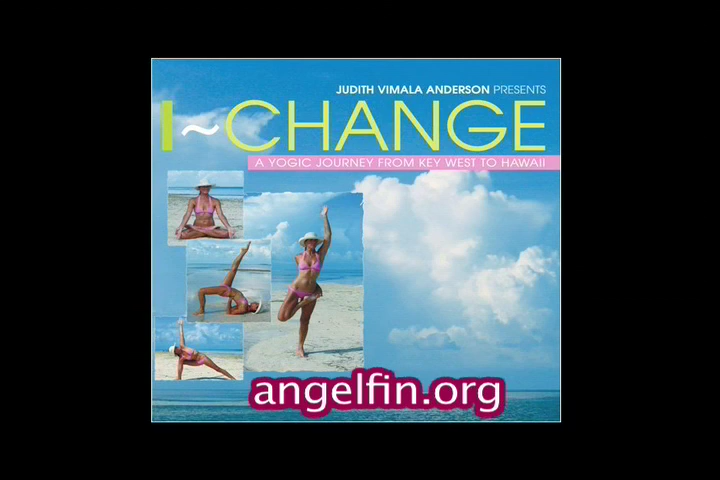 JUDITH VIMALA ANDERSON PRESENTS
I~CHANGE
A YOGIC JOURNEY FROM KEY WEST TO HAWAII
angelfin.org